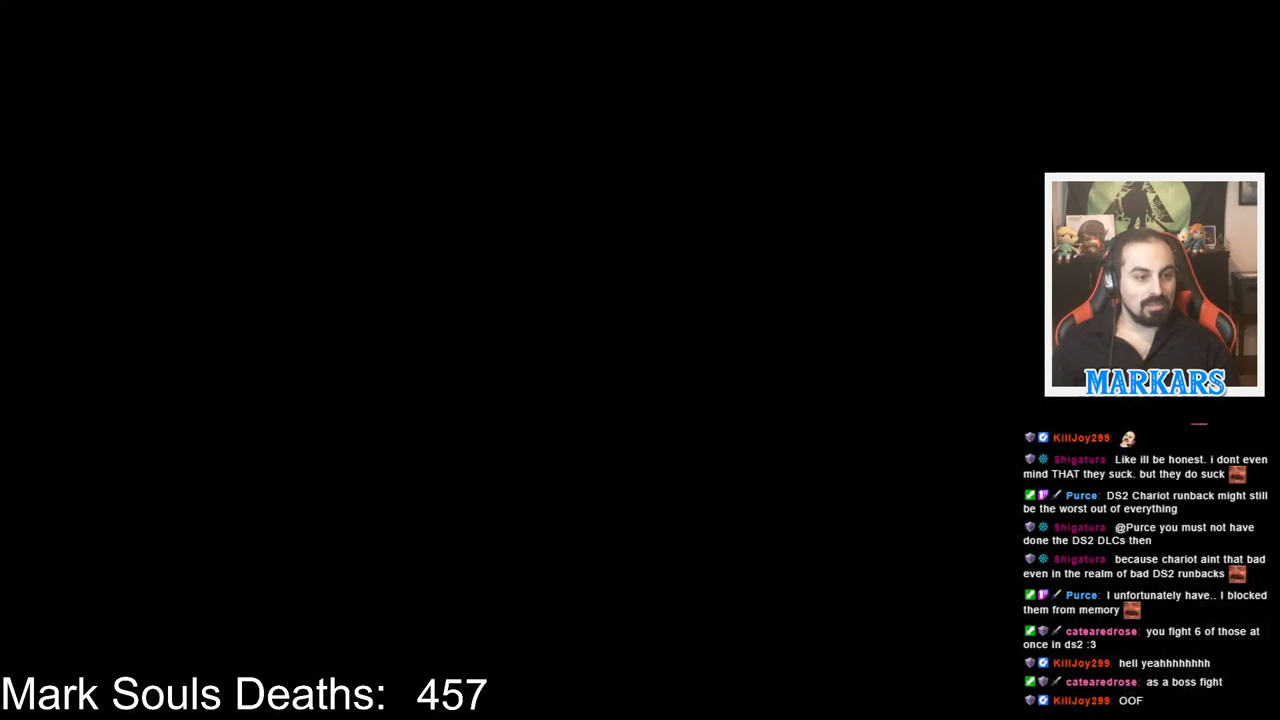 MARKARS
KillJoy299:
Shigatura: Like ill be honest. i dont even
mind THAT they suck. but they do suck
Purce: DS2 Chariot runback might still
be the worst out of everything
Shigatura: @Purce you must not have
done the DS2 DLCs then
Shigatura: because chariot aint that bad
even in the realm of bad DS2 runbacks
Purce: I unfortunately have.. I blocked
them from memory
catearedrose: you fight 6 of those at
once in ds2 :3
KillJoy299: hell yeahhhhhhhh
catearedrose: as a boss fight
KillJoy299: OOF
Mark Souls Deaths: 457